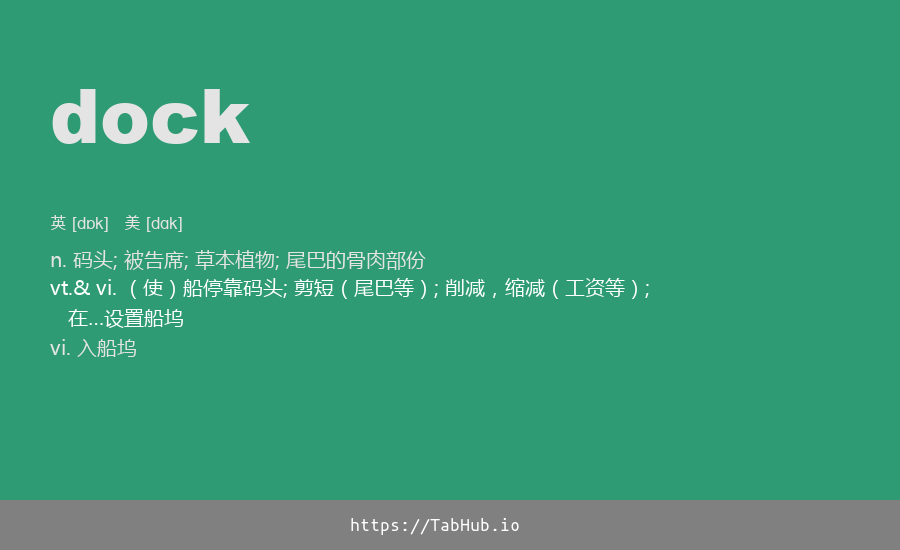 dock
英 [dɒk] 美 [dɑk]
n. 码头; 被告席; 草本植物; 尾巴的骨肉部份
vt.& vi. （使）船停靠码头; 剪短（尾巴等）; 削减，缩减（工资等）;
在…设置船坞
vi. 入船坞
https://TabHub.io